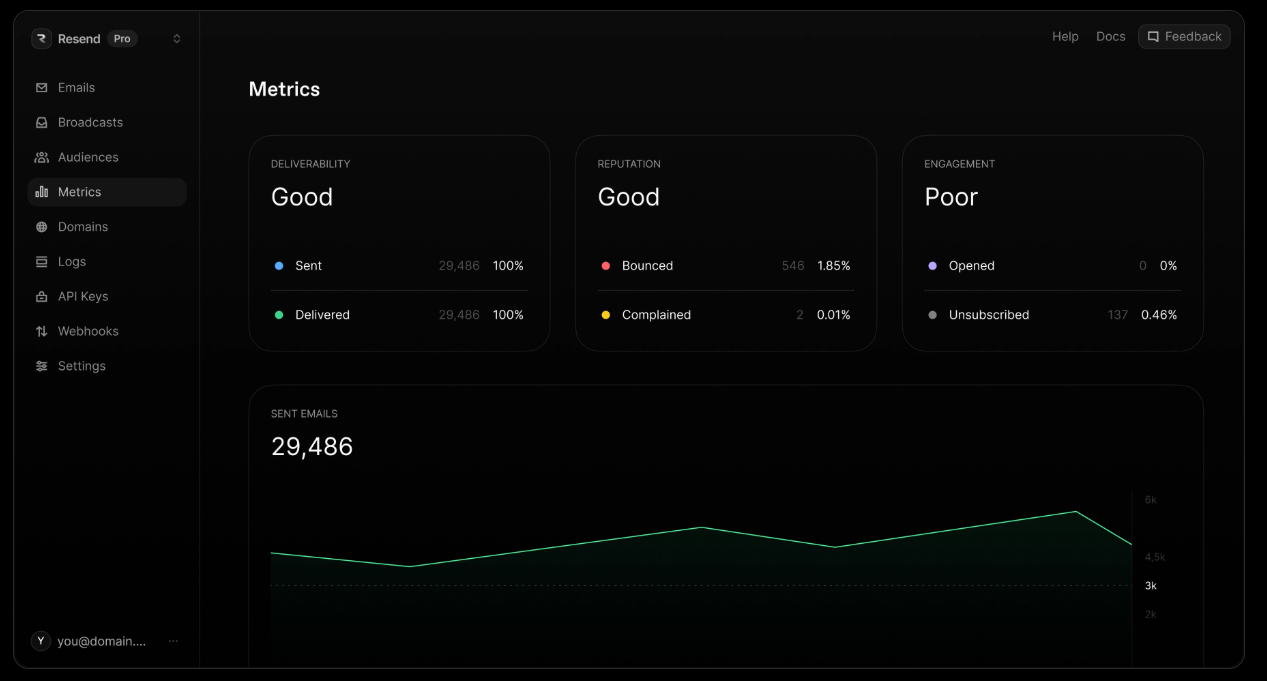 Resend Pro
Emails
Broadcasts
Audiences
Metrics
Domains
Logs
API Keys
Webhooks
Settings
you@domain....
Y
Help Docs Feedback
Metrics
DELIVERABILITY
Good
Sent 29,486 100%
Delivered 29,486 100%
REPUTATION
Good
Bounced 546 1.85%
Complained 2 0.01%
ENGAGEMENT
Poor
Opened 0 0%
Unsubscribed 137 0.46%
SENT EMAILS
29,486
6k
4,5k
3k
2k